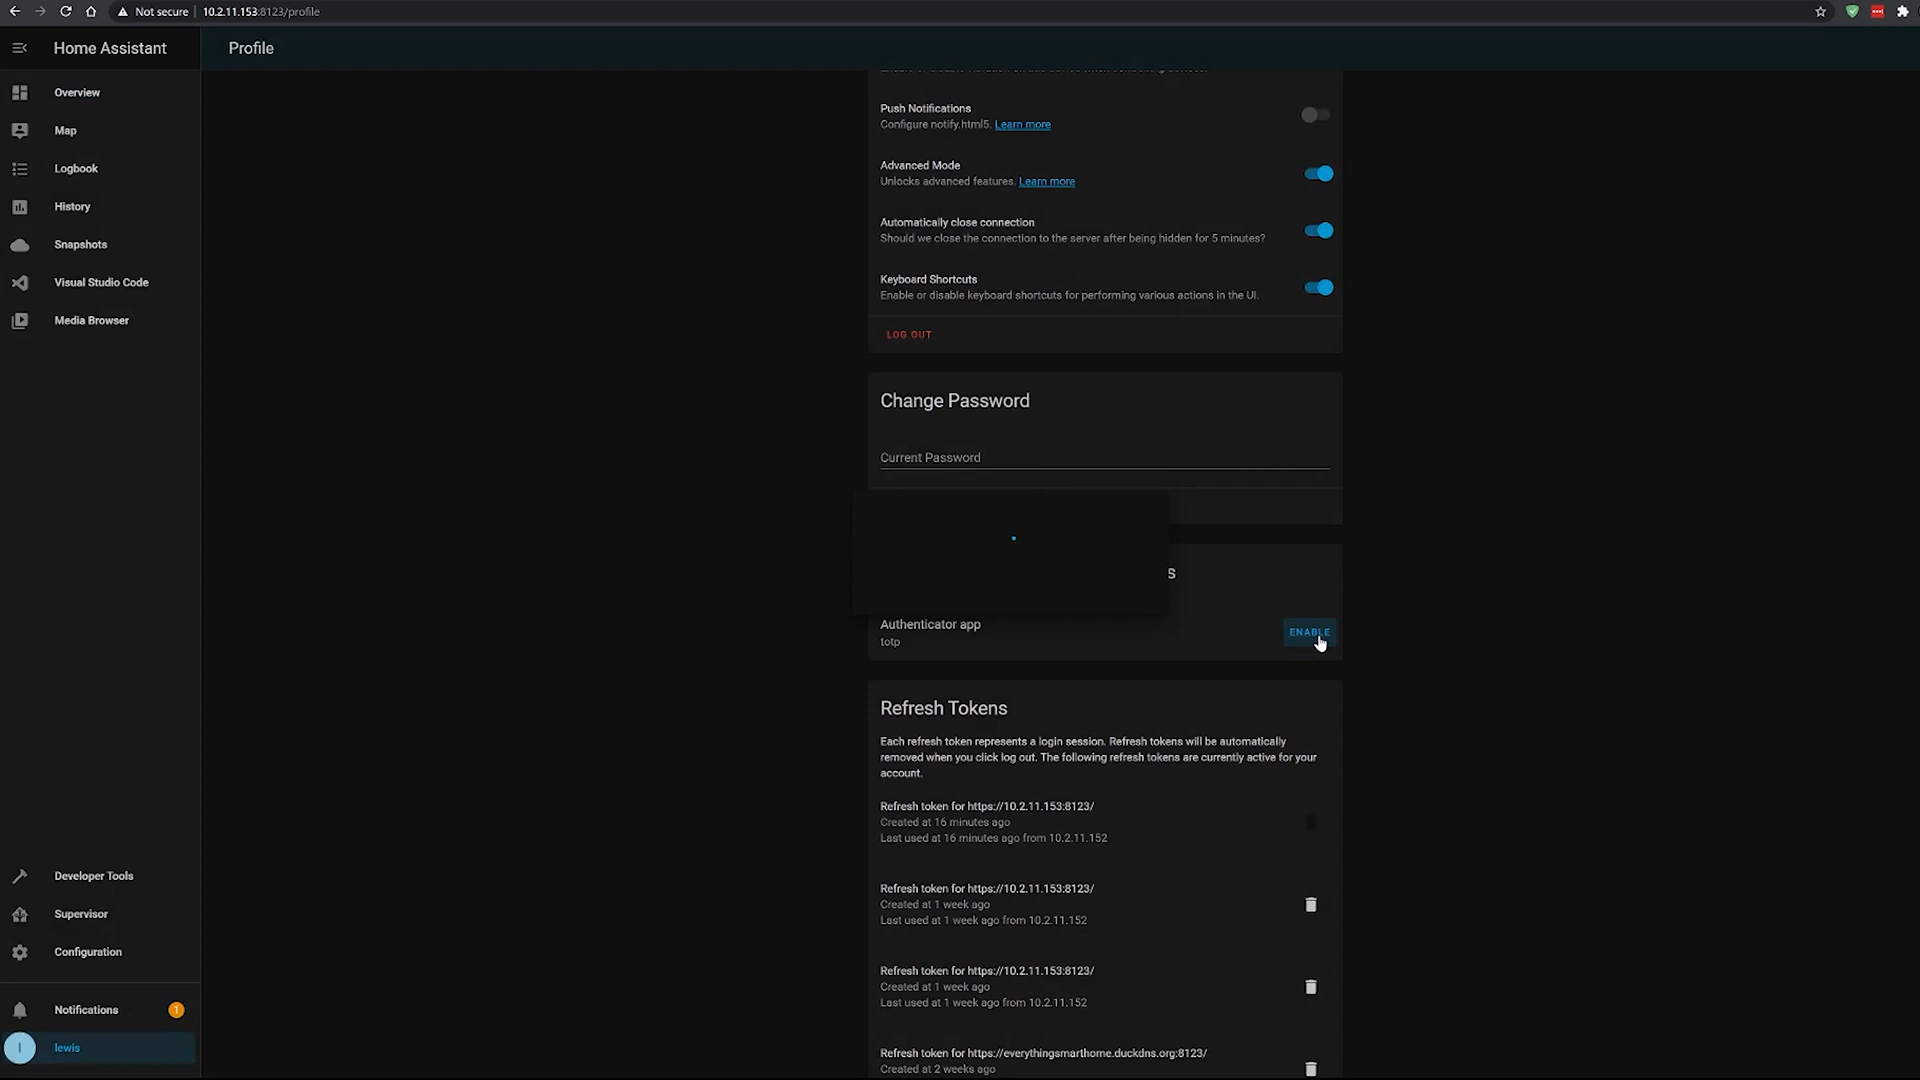 Not secure
10.2.11.153:8123/profile
Home Assistant
Profile
Overview
Map
Logbook
History
Snapshots
Visual Studio Code
Media Browser
Developer Tools
Supervisor
Configuration
Notifications
1
l
lewis
Push Notifications
Configure notify.html5. Learn more
Advanced Mode
Unlocks advanced features. Learn more
Automatically close connection
Should we close the connection to the server after being hidden for 5 minutes?
Keyboard Shortcuts
Enable or disable keyboard shortcuts for performing various actions in the UI.
LOG OUT
Change Password
Current Password
s
Authenticator app
totp
ENABLE
Refresh Tokens
Each refresh token represents a login session. Refresh tokens will be automatically
removed when you click log out. The following refresh tokens are currently active for your
account.
Refresh token for https://10.2.11.153:8123/
Created at 16 minutes ago
Last used at 16 minutes ago from 10.2.11.152
Refresh token for https://10.2.11.153:8123/
Created at 1 week ago
Last used at 1 week ago from 10.2.11.152
Refresh token for https://10.2.11.153:8123/
Created at 1 week ago
Last used at 1 week ago from 10.2.11.152
Refresh token for https://everythingsmarthome.duckdns.org:8123/
Created at 2 weeks ago